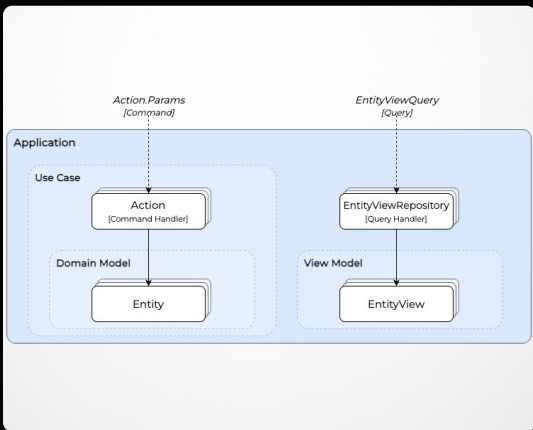 Action.Params
[Command]
EntityViewQuery
[Query]
Application
Use Case
Action
[Command Handler]
EntityViewRepository
[Query Handler]
Domain Model
Entity
View Model
EntityView